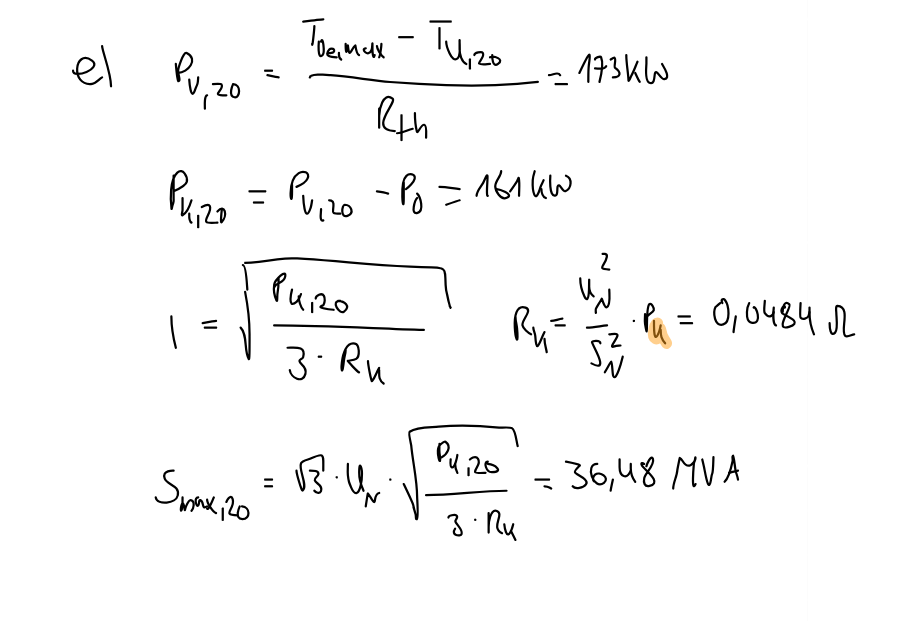 e) P_{V,20} = \frac{T_{Oe,max} - T_{U,20}}{R_{th}} = 173 kW
P_{K,20} = P_{V,20} - P_0 = 161 kW
I = \sqrt{\frac{P_{K,20}}{3 \cdot R_K}} R_K = \frac{U_N^2}{S_N^2} \cdot P_K = 0,0484 Ω
S_{max,20} = \sqrt{3} \cdot U_N \cdot \sqrt{\frac{P_{K,20}}{3 \cdot R_K}} = 36,48 MVA